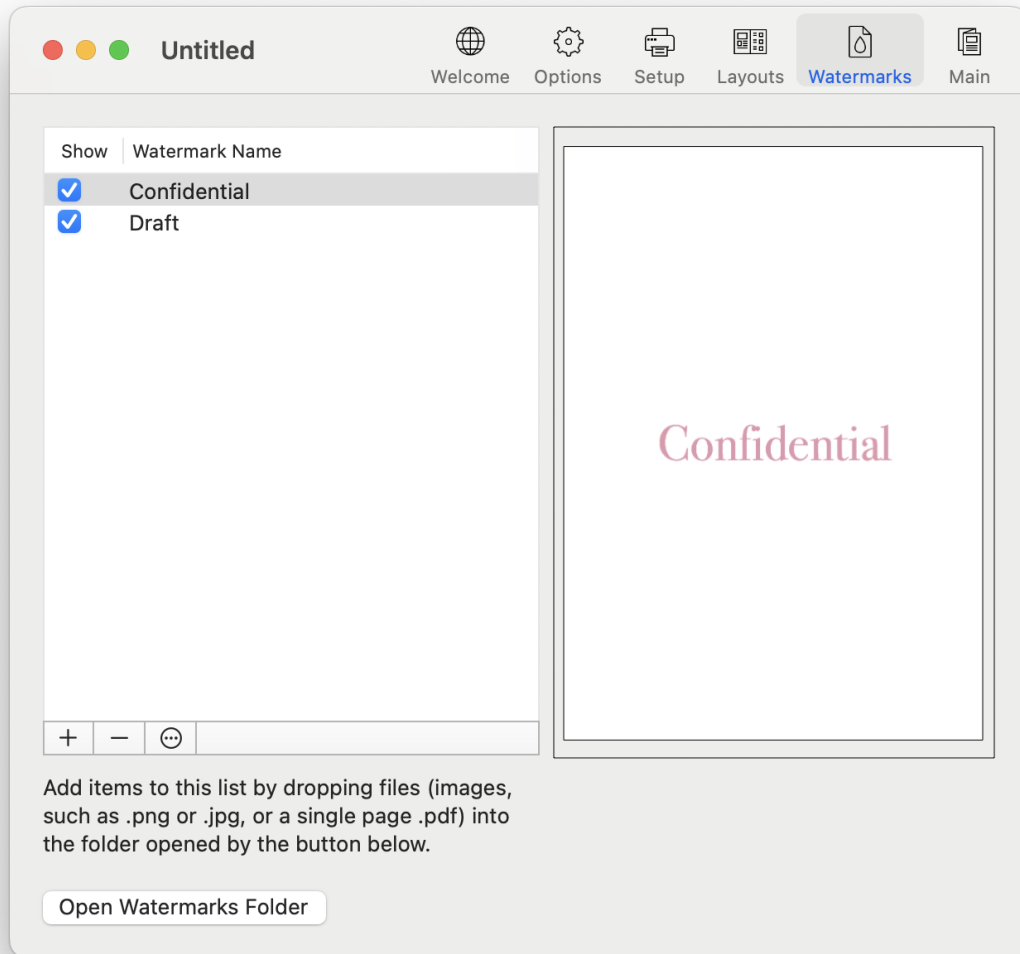 Untitled
Welcome
Options
Setup
Layouts
Watermarks
Main
Show
Watermark Name
Confidential
Draft
Confidential
Add items to this list by dropping files (images,
such as .png or .jpg, or a single page .pdf) into
the folder opened by the button below.
Open Watermarks Folder